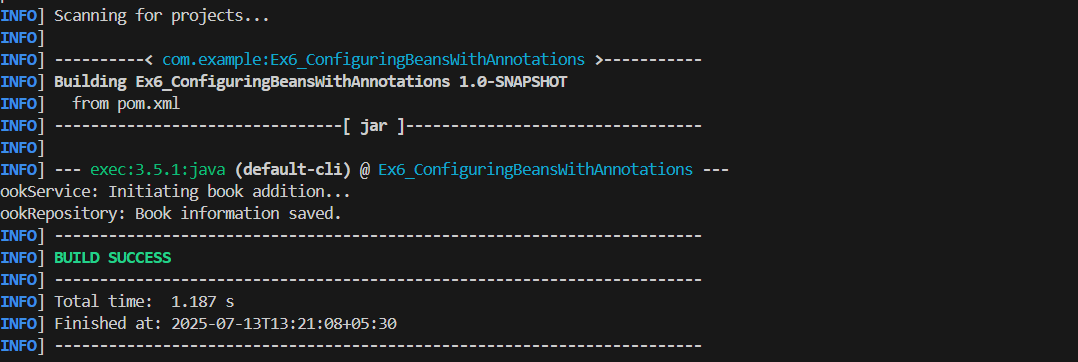 INFO] Scanning for projects...
INFO]
INFO] ----------< com.example:Ex6_ConfiguringBeansWithAnnotations >-----------
INFO] Building Ex6_ConfiguringBeansWithAnnotations 1.0-SNAPSHOT
INFO]   from pom.xml
INFO] --------------------------------[ jar ]---------------------------------
INFO]
INFO] --- exec:3.5.1:java (default-cli) @ Ex6_ConfiguringBeansWithAnnotations ---
ookService: Initiating book addition...
ookRepository: Book information saved.
INFO] ------------------------------------------------------------------------
INFO] BUILD SUCCESS
INFO] ------------------------------------------------------------------------
INFO] Total time:  1.187 s
INFO] Finished at: 2025-07-13T13:21:08+05:30
INFO] ------------------------------------------------------------------------